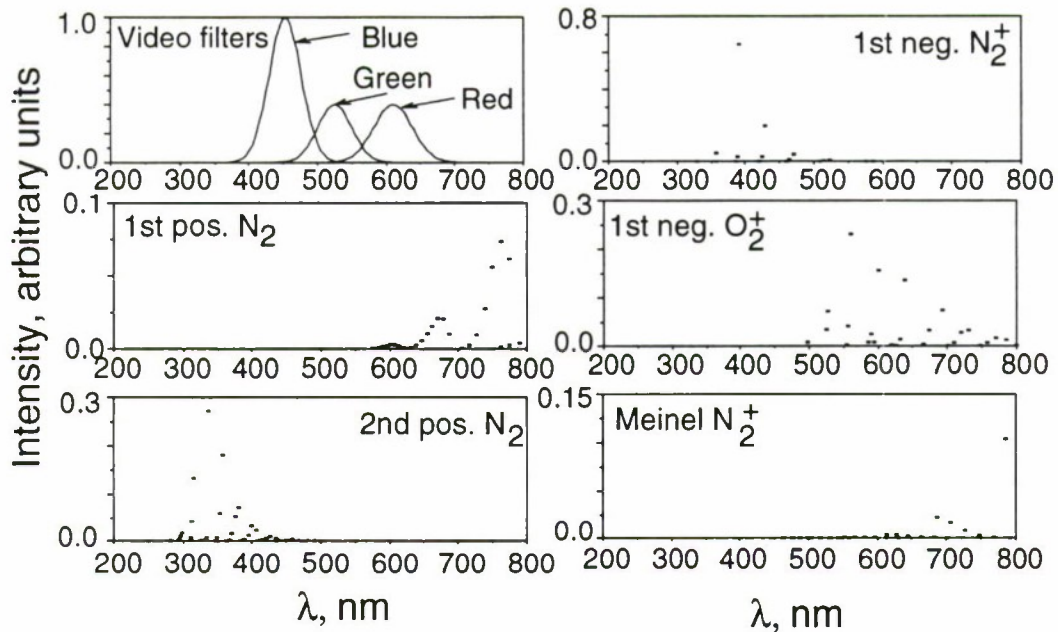 Intensity, arbitrary units
1.0
0.0
Video filters
Blue
Green
Red
200 300 400 500 600 700 800
0.8
0.0
1st neg. N₂⁺
200 300 400 500 600 700 800
0.1
0.0
1st pos. N₂
200 300 400 500 600 700 800
0.3
0.0
1st neg. O₂⁺
200 300 400 500 600 700 800
0.3
0.0
2nd pos. N₂
200 300 400 500 600 700 800
λ, nm
0.15
0.0
Meinel N₂⁺
200 300 400 500 600 700 800
λ, nm